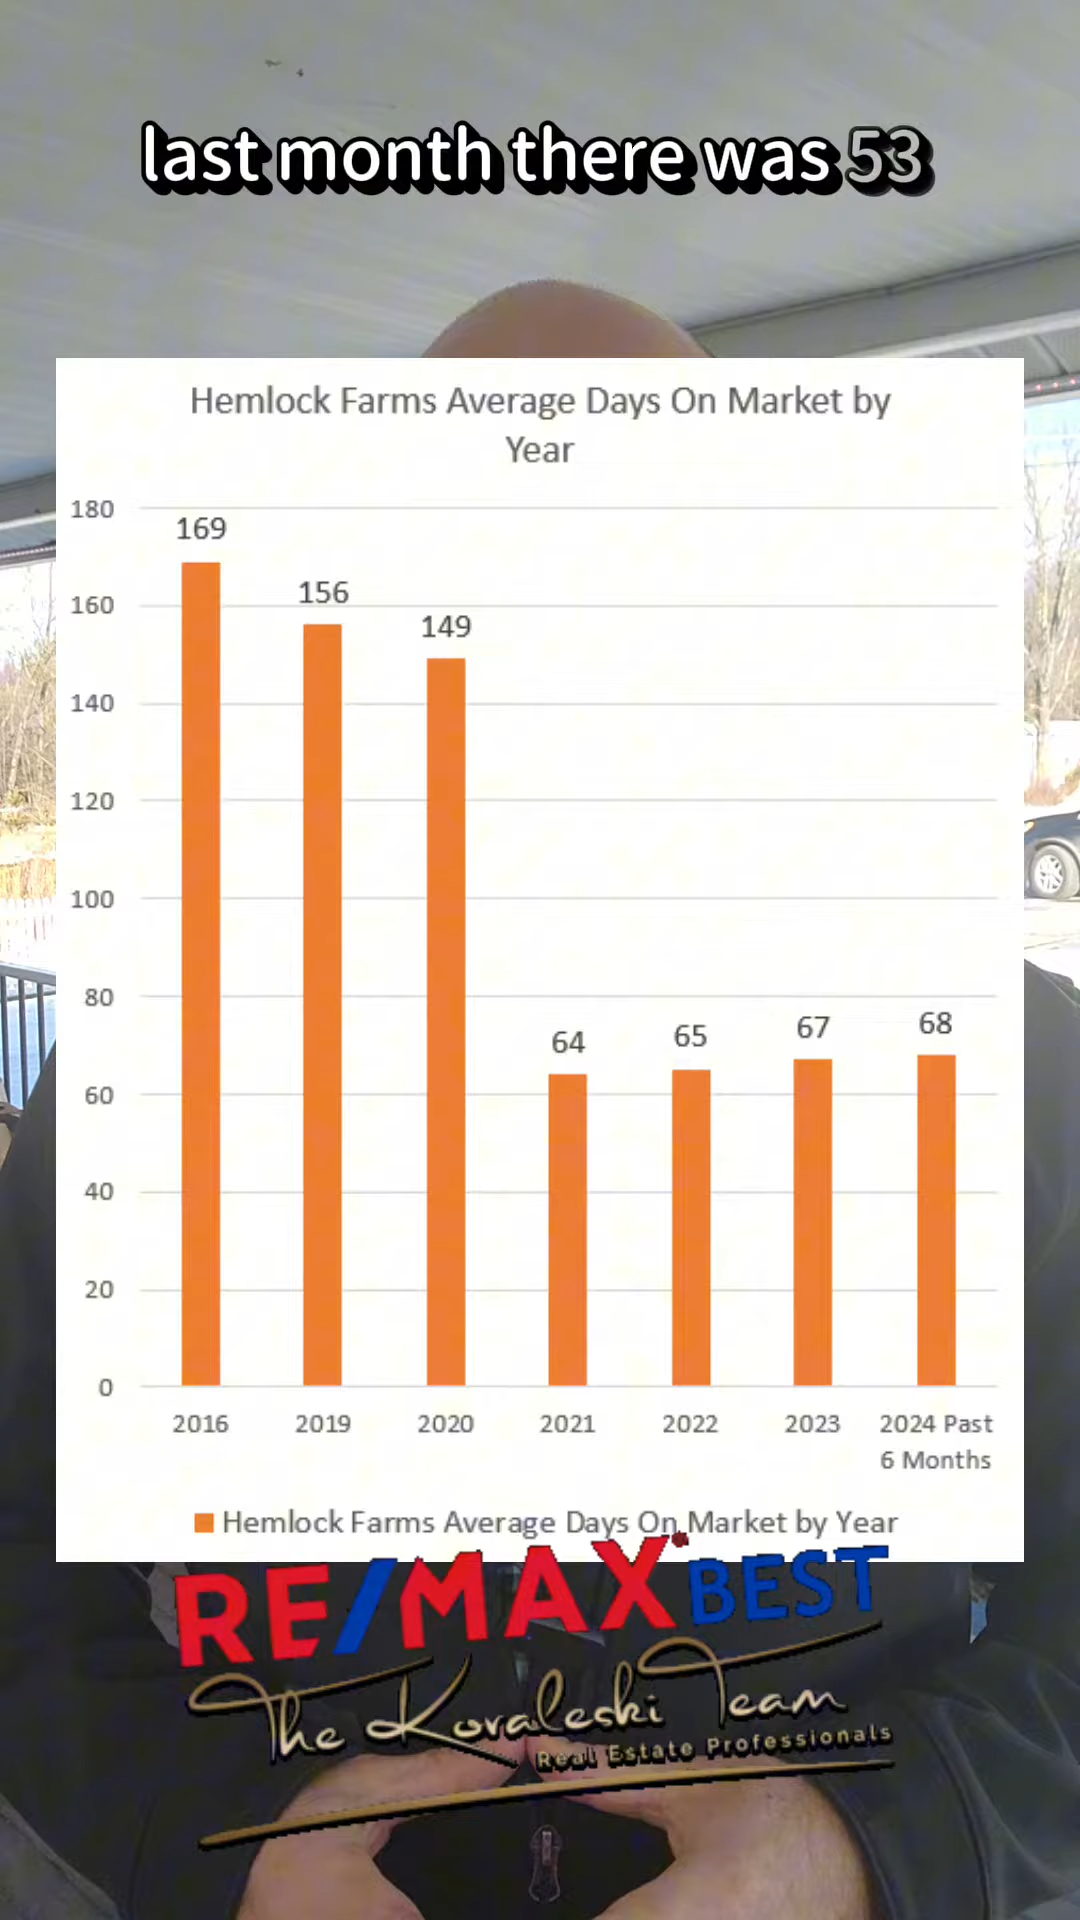 last month there was 53
Hemlock Farms Average Days On Market by
Year
180
169
160
156
149
140
120
100
80
64
65
67
68
60
40
20
0
2016
2019
2020
2021
2022
2023
2024 Past
6 Months
Hemlock Farms Average Days On Market by Year
RE/MAX BEST
The Kovaleski Team
Real Estate Professionals